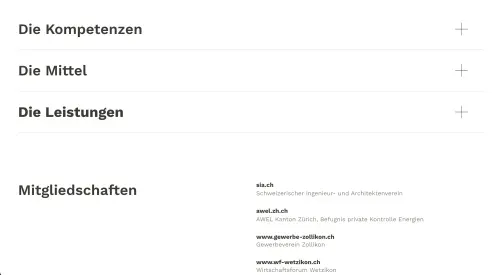 Die Kompetenzen
Die Mittel
Die Leistungen
Mitgliedschaften
sia.ch
Schweizerischer Ingenieur- und Architektenverein
awel.zh.ch
AWEL Kanton Zürich, Befugnis private Kontrolle Energien
www.gewerbe-zollikon.ch
Gewerbeverein Zollikon
www.wf-wetzikon.ch
Wirtschaftsforum Wetzikon